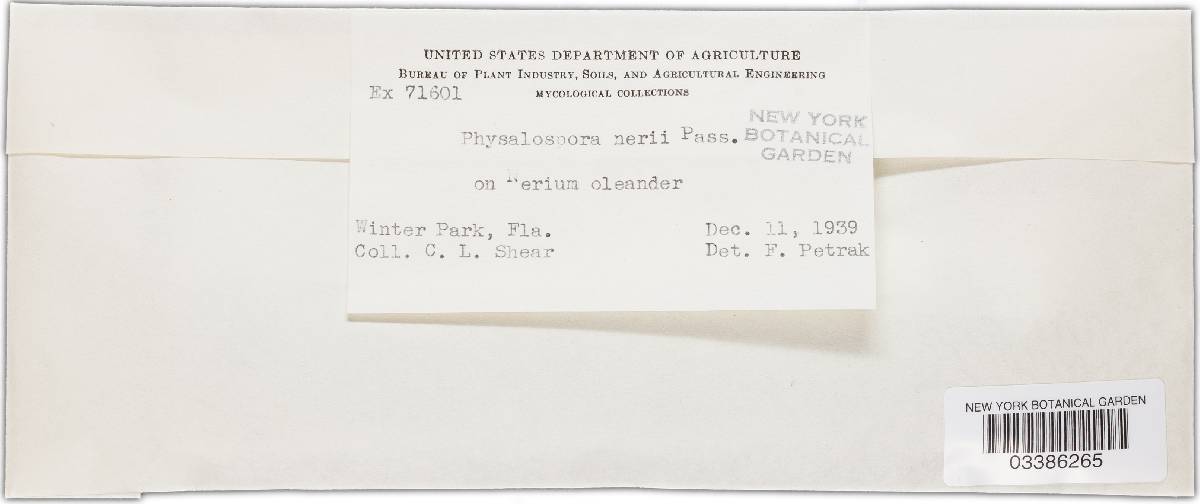 UNITED STATES DEPARTMENT OF AGRICULTURE
BUREAU OF PLANT INDUSTRY, SOILS, AND AGRICULTURAL ENGINEERING
Ex 71601
MYCOLOGICAL COLLECTIONS
Physalospora nerii Pass.
NEW YORK
BOTANICAL
GARDEN
on Nerium oleander
Winter Park, Fla. Dec. 11, 1939
Coll. C. L. Shear Det. F. Petrak
NEW YORK BOTANICAL GARDEN
03386265